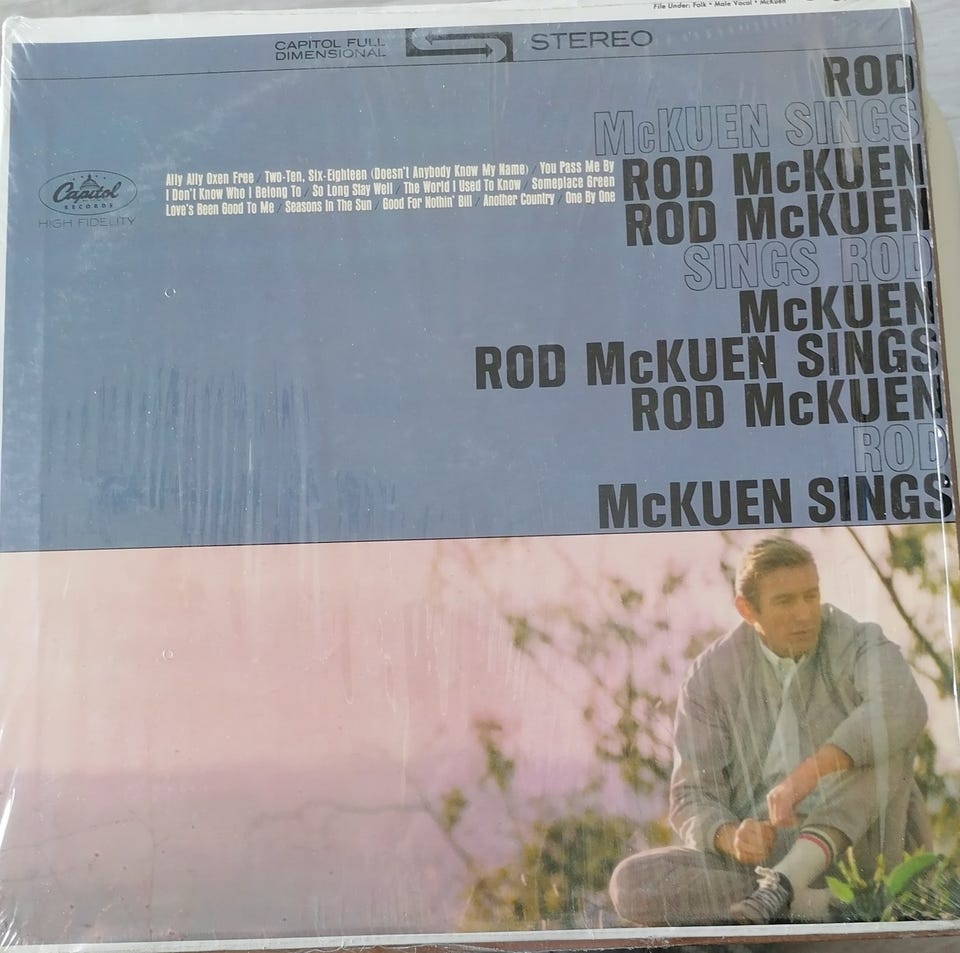 File Under: Folk • Male Vocal • McKuen
CAPITOL FULL
DIMENSIONAL
STEREO
ROD
McKUEN SINGS
ROD McKUEN
ROD McKUEN
SINGS ROD
McKUEN
ROD McKUEN SINGS
ROD McKUEN
ROD
McKUEN SINGS
Capitol
RECORDS
HIGH FIDELITY
Ally Ally Oxen Free / Two-Ten, Six-Eighteen (Doesn't Anybody Know My Name) / You Pass Me By
I Don't Know Who I Belong To / So Long Stay Well / The World I Used To Know / Someplace Green
Love's Been Good To Me / Seasons In The Sun / Good For Nothin' Bill / Another Country / One By One